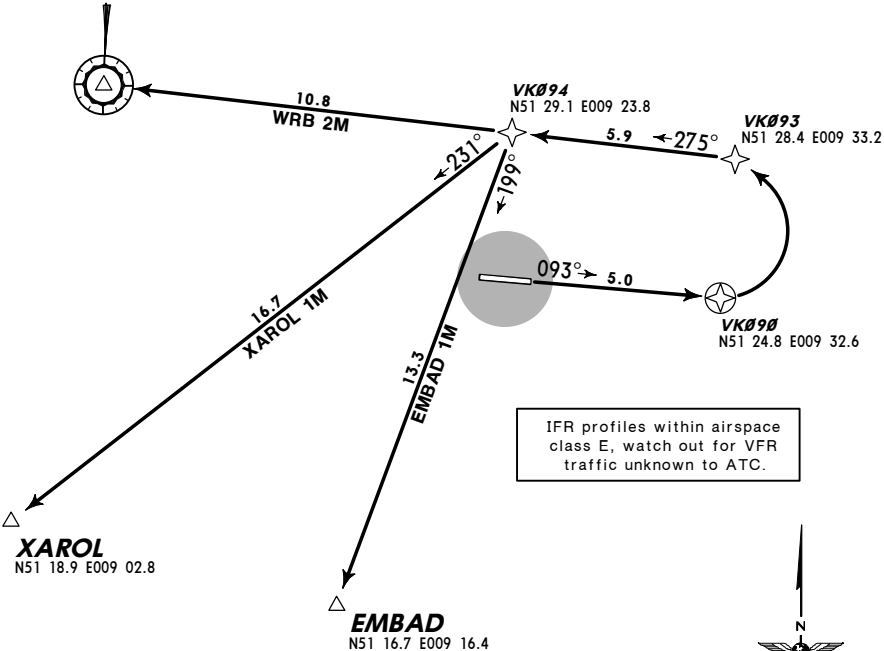 VKØ94
N51 29.1 E009 23.8
10.8
WRB 2M
5.9
275°
VKØ93
N51 28.4 E009 33.2
231°
199°
093°
5.0
VKØ9Ø
N51 24.8 E009 32.6
16.7
XAROL 1M
13.3
EMBAD 1M
IFR profiles within airspace
class E, watch out for VFR
traffic unknown to ATC.
XAROL
N51 18.9 E009 02.8
EMBAD
N51 16.7 E009 16.4
N